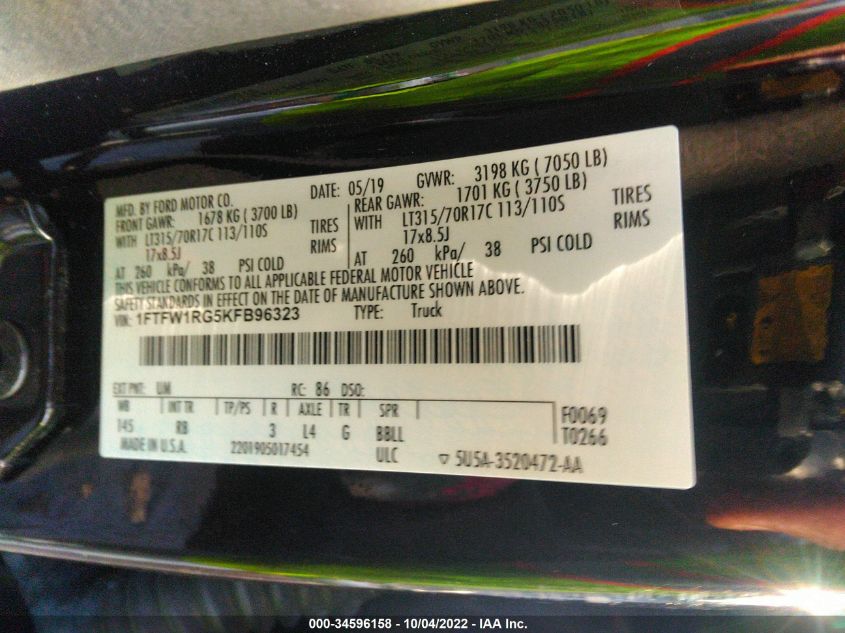 MFD. BY FORD MOTOR CO.
DATE: 05/19 GVWR: 3198 KG ( 7050 LB)
FRONT GAWR: 1678 KG ( 3700 LB)
REAR GAWR: 1701 KG ( 3750 LB)
WITH LT315/70R17C 113/110S TIRES
WITH LT315/70R17C 113/110S TIRES
17x8.5J RIMS
17x8.5J RIMS
AT 260 kPa/ 38 PSI COLD
AT 260 kPa/ 38 PSI COLD
THIS VEHICLE CONFORMS TO ALL APPLICABLE FEDERAL MOTOR VEHICLE
SAFETY STANDARDS IN EFFECT ON THE DATE OF MANUFACTURE SHOWN ABOVE.
VIN: 1FTFW1RG5KFB96323 TYPE: Truck
EXT PNT: UM RC: 86 DSO:
WB INT TR TP/PS R AXLE TR SPR
145 RB 3 L4 G BBLL
F0069
T0266
MADE IN U.S.A. 2201905017454 ULC
▽ 5U5A-3520472-AA
000-34596158 - 10/04/2022 - IAA Inc.